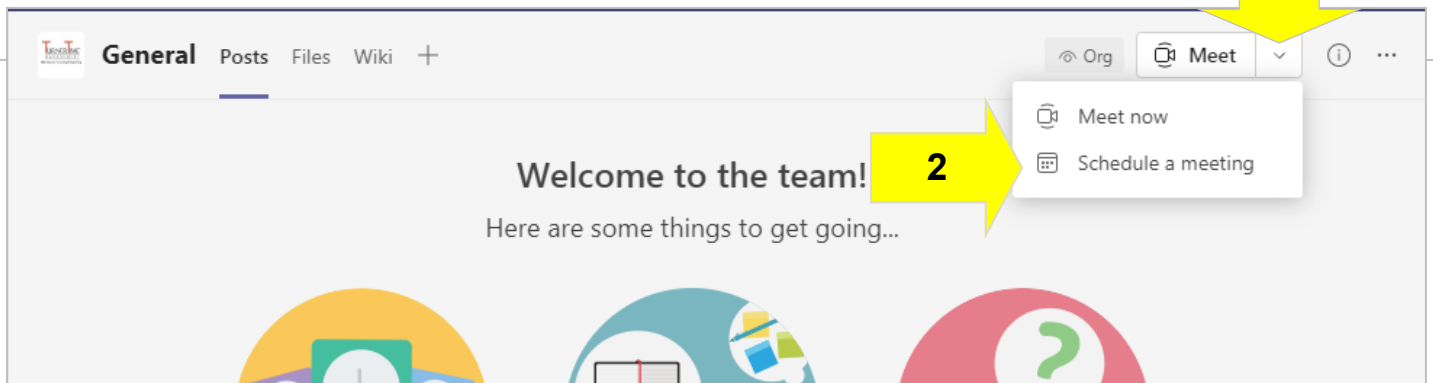 General Posts Files Wiki
Org Meet
Meet now
Schedule a meeting
2
Welcome to the team!
Here are some things to get going...